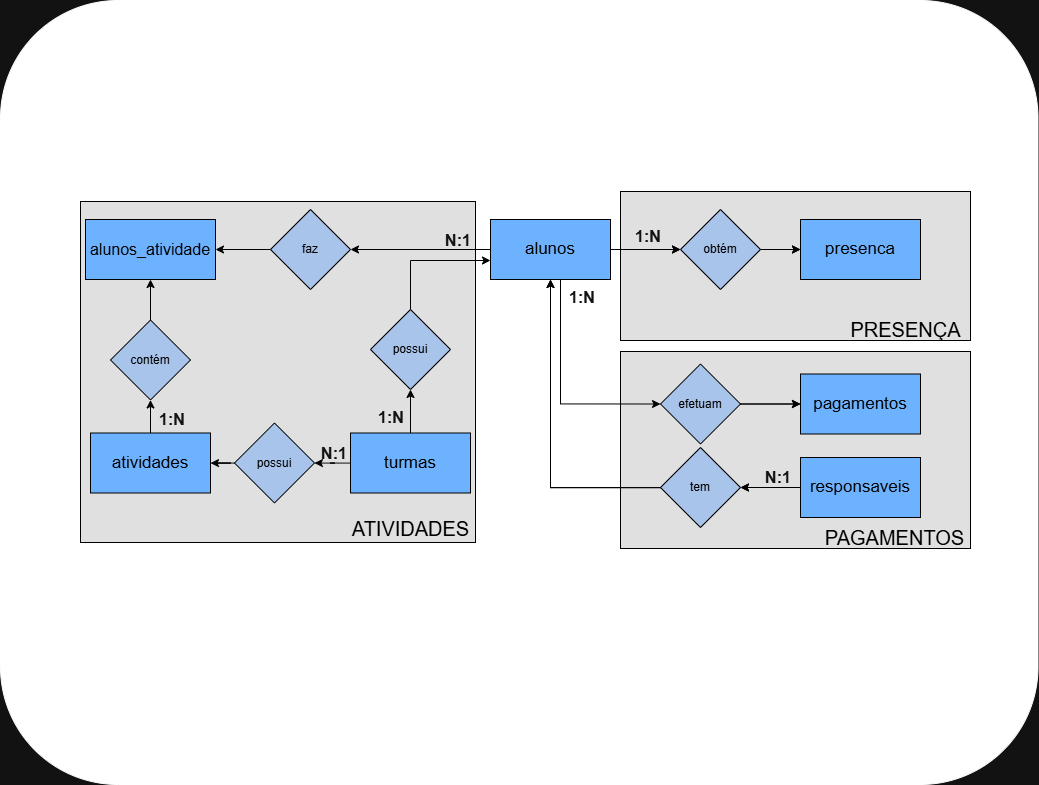 alunos_atividade
faz
N:1
alunos
1:N
obtém
presenca
PRESENÇA
1:N
contém
possui
1:N
1:N
atividades
possui
N:1
turmas
ATIVIDADES
efetuam
pagamentos
tem
N:1
responsaveis
PAGAMENTOS